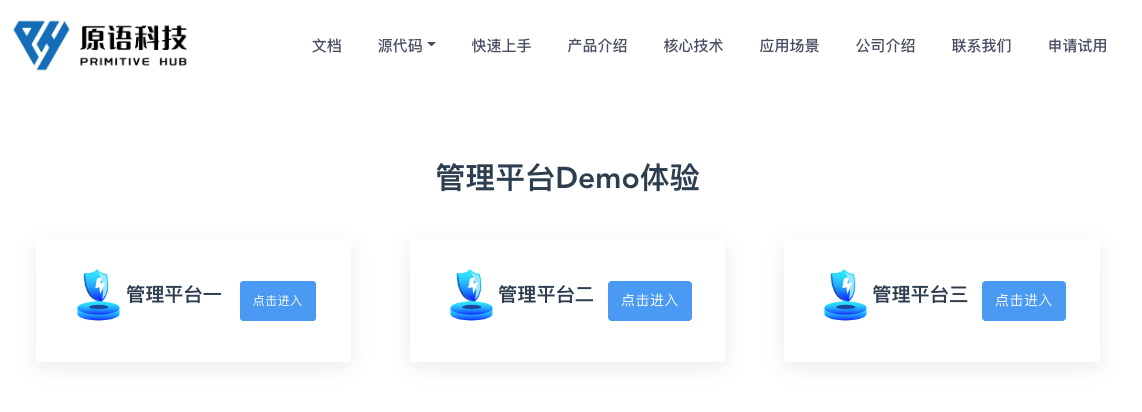 原语科技
PRIMITIVE HUB
文档 源代码 快速上手 产品介绍 核心技术 应用场景 公司介绍 联系我们 申请试用
管理平台Demo体验
管理平台一 点击进入
管理平台二 点击进入
管理平台三 点击进入